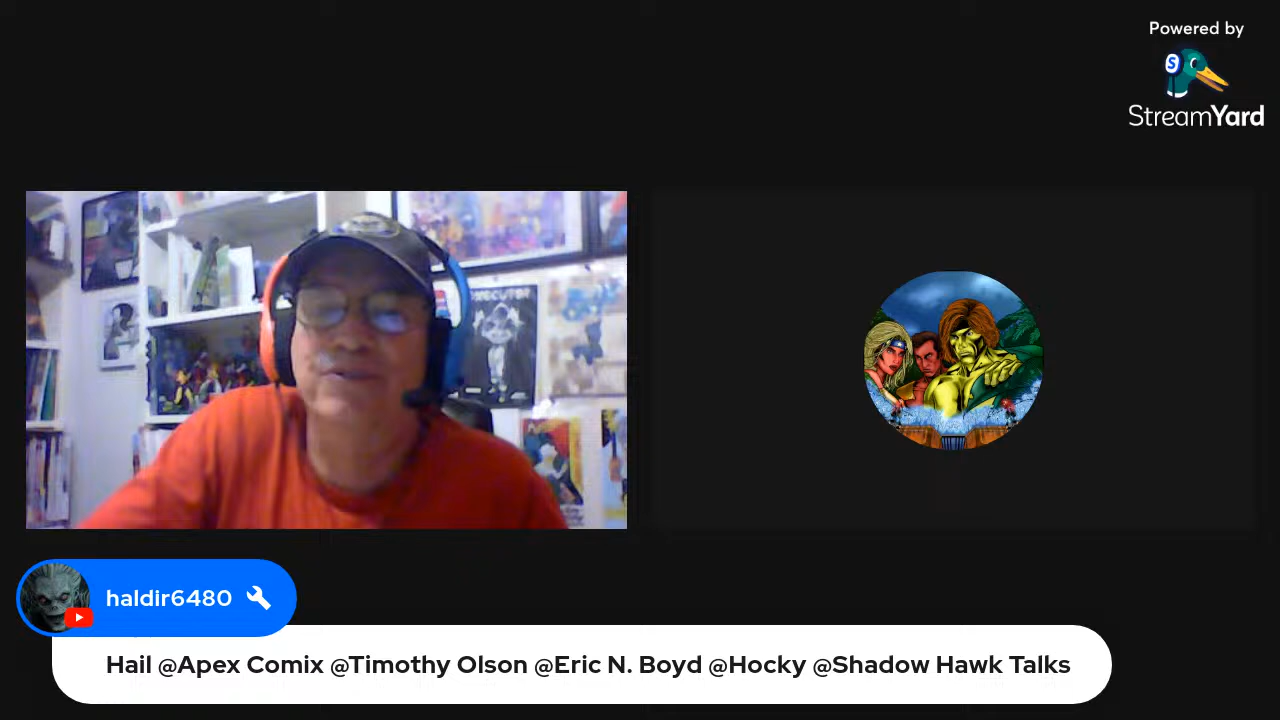 Powered by
StreamYard
haldir6480
Hail @Apex Comix @Timothy Olson @Eric N. Boyd @Hocky @Shadow Hawk Talks